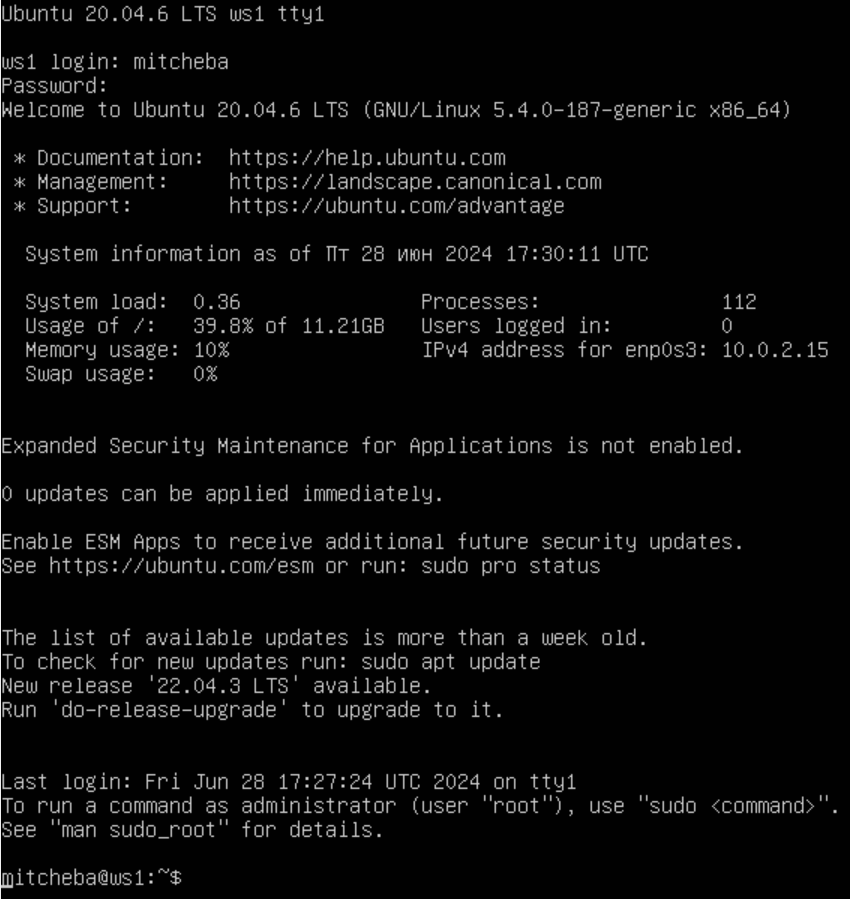 Ubuntu 20.04.6 LTS ws1 tty1
ws1 login: mitcheba
Password:
Welcome to Ubuntu 20.04.6 LTS (GNU/Linux 5.4.0-187-generic x86_64)
* Documentation:  https://help.ubuntu.com
* Management:     https://landscape.canonical.com
* Support:        https://ubuntu.com/advantage
System information as of Пт 28 июн 2024 17:30:11 UTC
System load:  0.36               Processes:               112
Usage of /:   39.8% of 11.21GB   Users logged in:         0
Memory usage: 10%                IPv4 address for enp0s3: 10.0.2.15
Swap usage:   0%
Expanded Security Maintenance for Applications is not enabled.
0 updates can be applied immediately.
Enable ESM Apps to receive additional future security updates.
See https://ubuntu.com/esm or run: sudo pro status
The list of available updates is more than a week old.
To check for new updates run: sudo apt update
New release '22.04.3 LTS' available.
Run 'do-release-upgrade' to upgrade to it.
Last login: Fri Jun 28 17:27:24 UTC 2024 on tty1
To run a command as administrator (user "root"), use "sudo <command>".
See "man sudo_root" for details.
mitcheba@ws1:~$